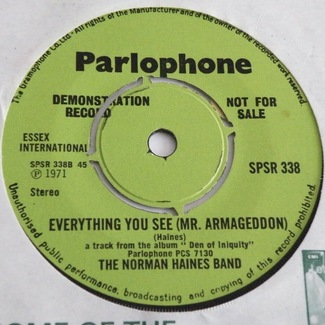 The Gramophone Co. Ltd. All rights of the Manufacturer and of the owner of the recorded work reserved.
Parlophone
DEMONSTRATION NOT FOR
RECORD SALE
ESSEX
INTERNATIONAL
SPSR 338B 45
SPSR 338
Ⓟ 1971
Stereo
EVERYTHING YOU SEE (MR. ARMAGEDDON)
(Haines)
a track from the album "Den of Iniquity"
Parlophone PCS 7130
THE NORMAN HAINES BAND
Unauthorised public performance, broadcasting and copying of this record prohibited.
HOME OF THE